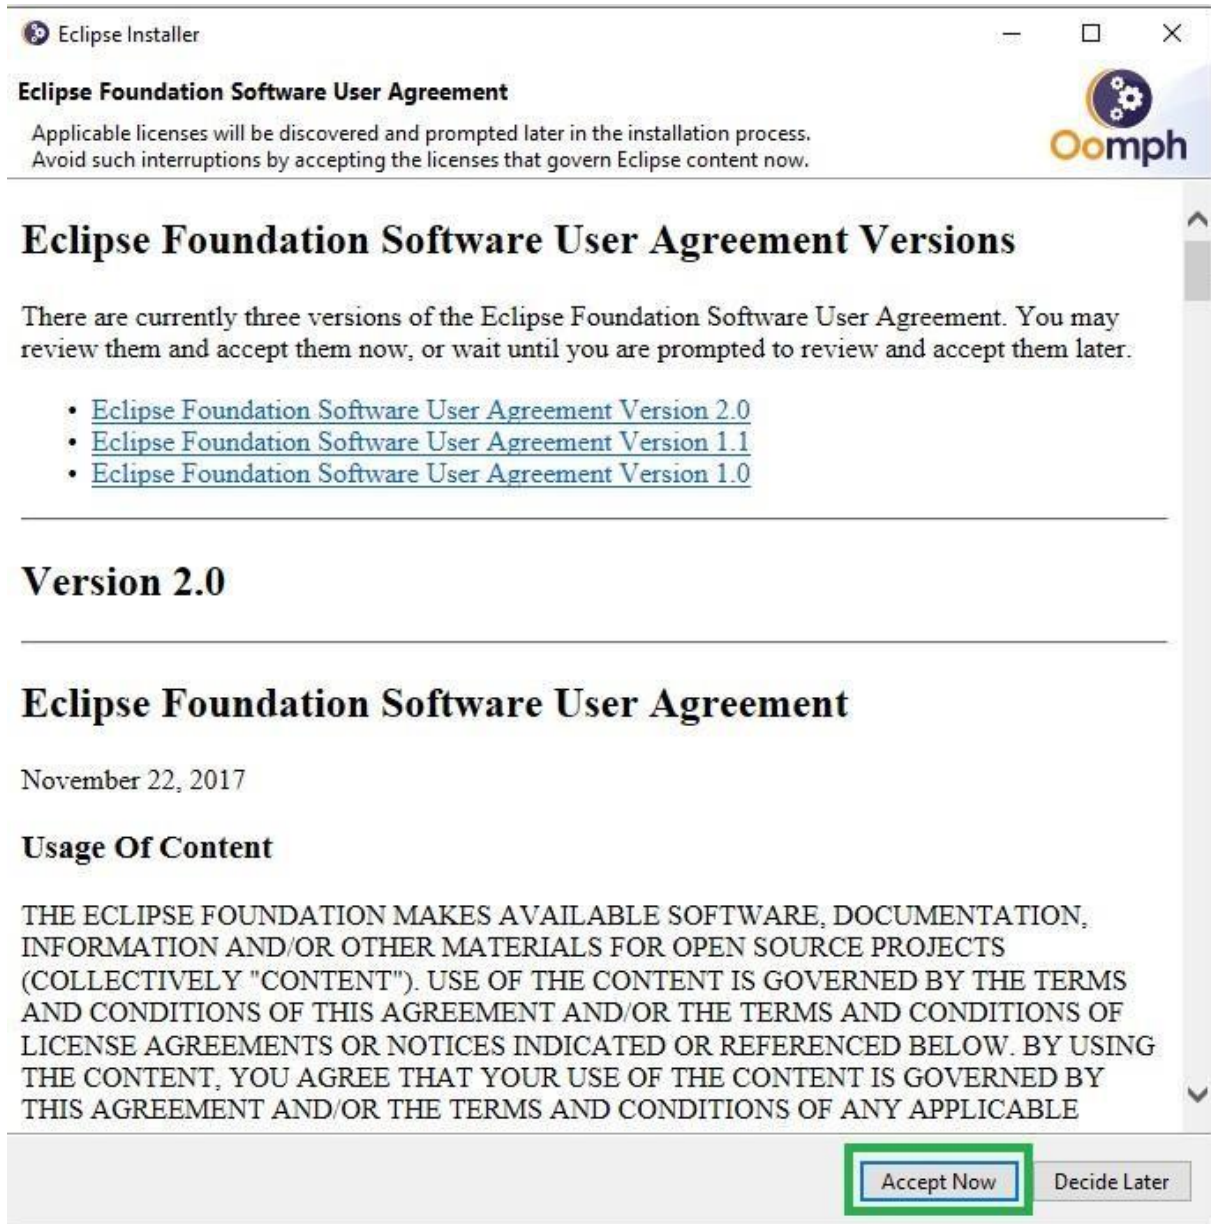 Eclipse Installer
Eclipse Foundation Software User Agreement
Applicable licenses will be discovered and prompted later in the installation process.
Avoid such interruptions by accepting the licenses that govern Eclipse content now.
Oomph
Eclipse Foundation Software User Agreement Versions
There are currently three versions of the Eclipse Foundation Software User Agreement. You may
review them and accept them now, or wait until you are prompted to review and accept them later.
• Eclipse Foundation Software User Agreement Version 2.0
• Eclipse Foundation Software User Agreement Version 1.1
• Eclipse Foundation Software User Agreement Version 1.0
Version 2.0
Eclipse Foundation Software User Agreement
November 22, 2017
Usage Of Content
THE ECLIPSE FOUNDATION MAKES AVAILABLE SOFTWARE, DOCUMENTATION,
INFORMATION AND/OR OTHER MATERIALS FOR OPEN SOURCE PROJECTS
(COLLECTIVELY "CONTENT"). USE OF THE CONTENT IS GOVERNED BY THE TERMS
AND CONDITIONS OF THIS AGREEMENT AND/OR THE TERMS AND CONDITIONS OF
LICENSE AGREEMENTS OR NOTICES INDICATED OR REFERENCED BELOW. BY USING
THE CONTENT, YOU AGREE THAT YOUR USE OF THE CONTENT IS GOVERNED BY
THIS AGREEMENT AND/OR THE TERMS AND CONDITIONS OF ANY APPLICABLE
Accept Now
Decide Later